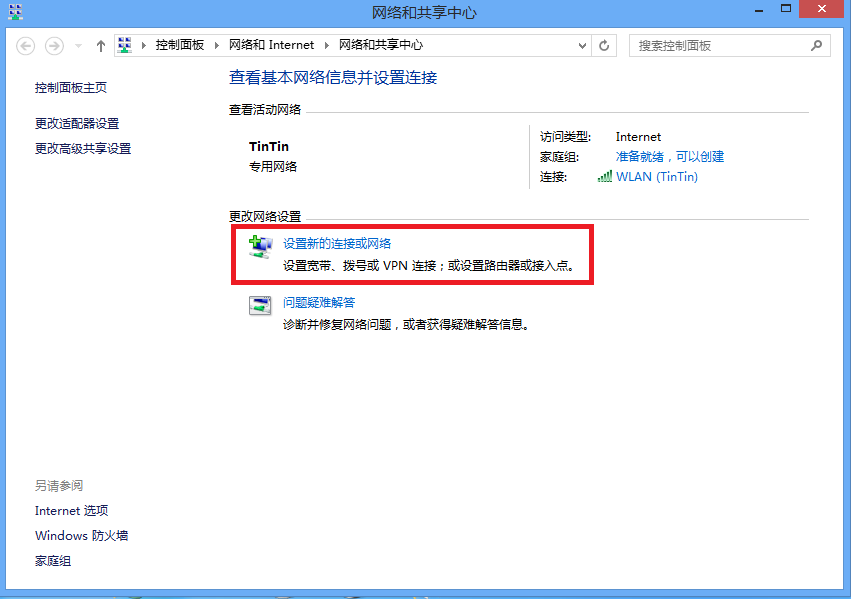 网络和共享中心
控制面板 网络和 Internet 网络和共享中心
搜索控制面板
控制面板主页
更改适配器设置
更改高级共享设置
查看基本网络信息并设置连接
查看活动网络
TinTin
专用网络
访问类型: Internet
家庭组: 准备就绪，可以创建
连接: WLAN (TinTin)
更改网络设置
设置新的连接或网络
设置宽带、拨号或 VPN 连接；或设置路由器或接入点。
问题疑难解答
诊断并修复网络问题，或者获得疑难解答信息。
另请参阅
Internet 选项
Windows 防火墙
家庭组